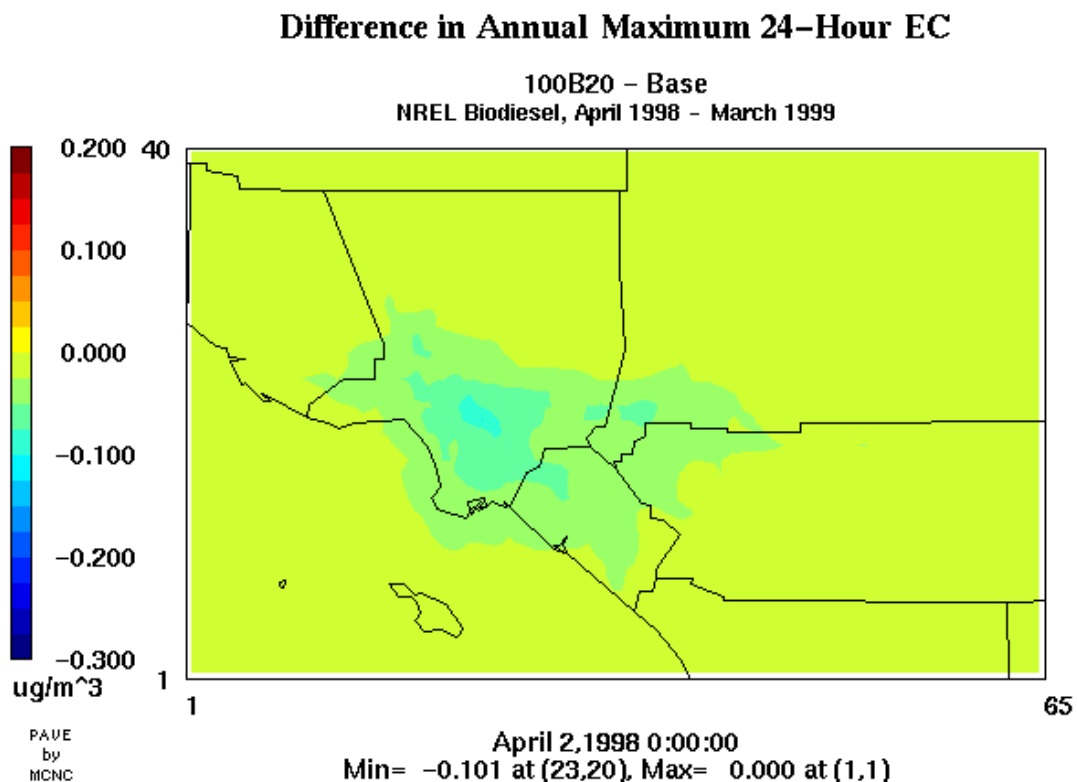 Difference in Annual Maximum 24-Hour EC
100B20 - Base
NREL Biodiesel, April 1998 - March 1999
0.200
0.100
0.000
-0.100
-0.200
-0.300
ug/m^3
40
1
1
65
PAVE
by
MCNC
April 2,1998 0:00:00
Min= -0.101 at (23,20), Max= 0.000 at (1,1)